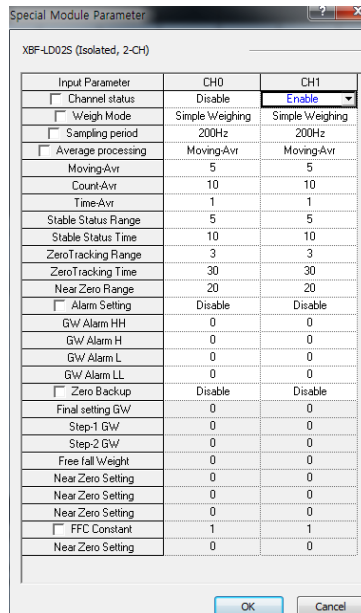 Special Module Parameter
XBF-LD02S (Isolated, 2-CH)
Input Parameter CH0 CH1
Channel status Disable Enable
Weigh Mode Simple Weighing Simple Weighing
Sampling period 200Hz 200Hz
Average processing Moving-Avr Moving-Avr
Moving-Avr 5 5
Count-Avr 10 10
Time-Avr 1 1
Stable Status Range 5 5
Stable Status Time 10 10
ZeroTracking Range 3 3
ZeroTracking Time 30 30
Near Zero Range 20 20
Alarm Setting Disable Disable
GW Alarm HH 0 0
GW Alarm H 0 0
GW Alarm L 0 0
GW Alarm LL 0 0
Zero Backup Disable Disable
Final setting GW 0 0
Step-1 GW 0 0
Step-2 GW 0 0
Free fall Weight 0 0
Near Zero Setting 0 0
Near Zero Setting 0 0
Near Zero Setting 0 0
FFC Constant 1 1
Near Zero Setting 0 0
OK Cancel